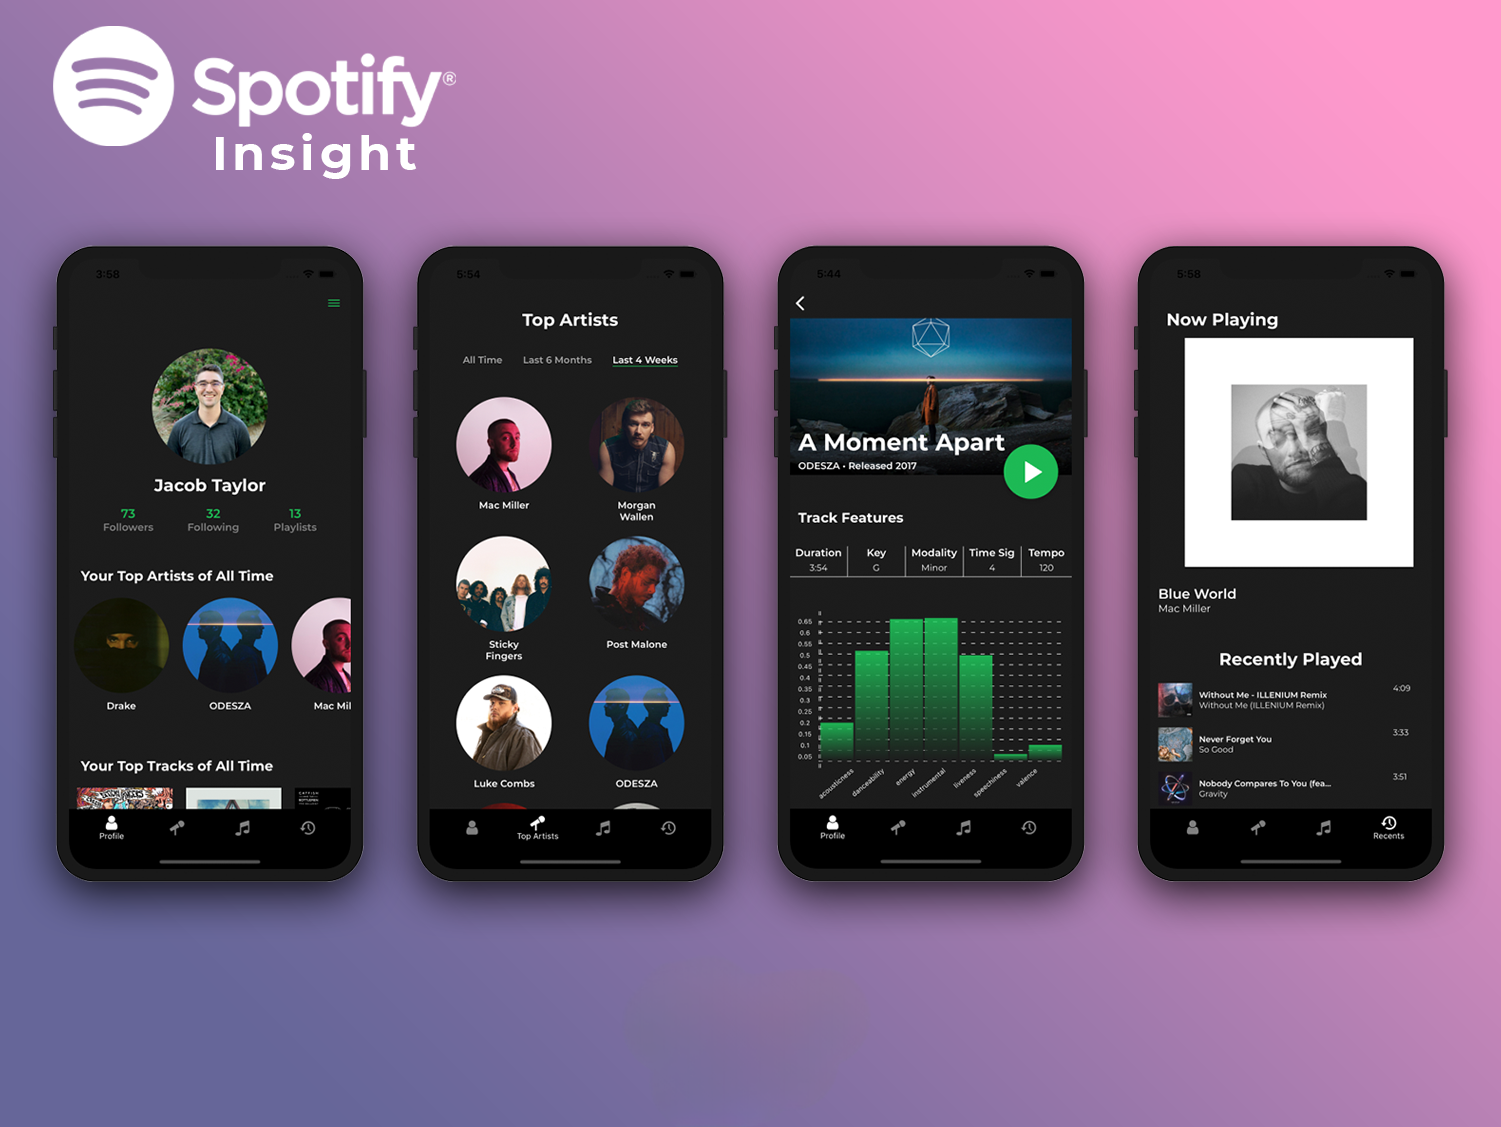 Spotify®
Insight
3:58
Jacob Taylor
73 32 13
Followers Following Playlists
Your Top Artists of All Time
Drake ODESZA Mac Mil
Your Top Tracks of All Time
Profile
5:54
Top Artists
All Time Last 6 Months Last 4 Weeks
Mac Miller Morgan
Wallen
Sticky
Fingers Post Malone
Luke Combs ODESZA
Top Artists
5:44
A Moment Apart
ODESZA • Released 2017
Track Features
Duration Key Modality Time Sig Tempo
3:54 G Minor 4 120
0.65
0.6
0.55
0.5
0.45
0.4
0.35
0.3
0.25
0.2
0.15
0.1
0.05
acousticness danceability energy instrumental liveness speechiness valence
Profile
5:58
Now Playing
Blue World
Mac Miller
Recently Played
Without Me - ILLENIUM Remix 4:09
Without Me (ILLENIUM Remix)
Never Forget You 3:33
So Good
Nobody Compares To You (fea... 3:51
Gravity
Recents